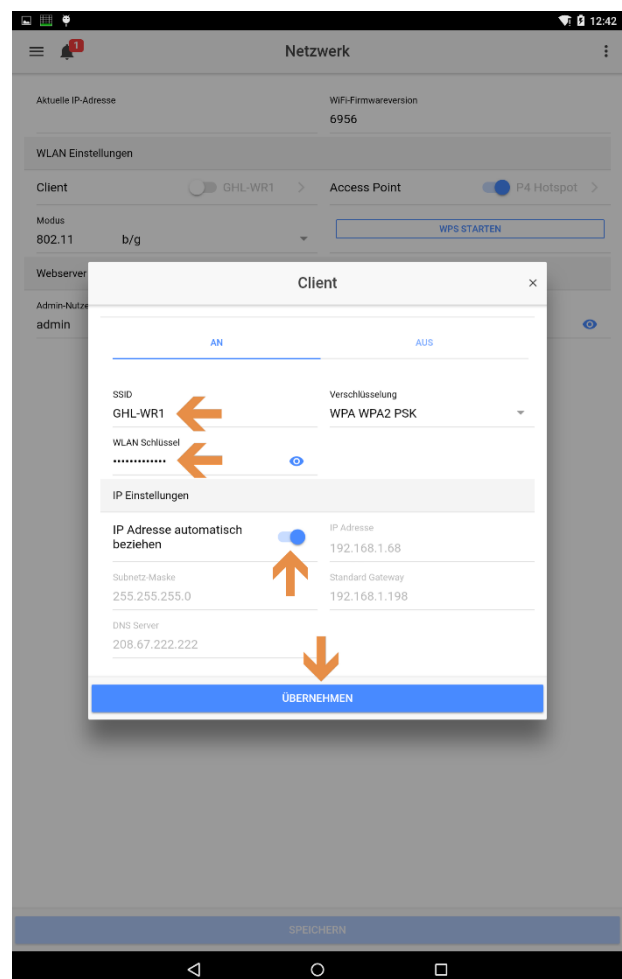 12:42
1
Netzwerk
Aktuelle IP-Adresse
WiFi-Firmwareversion
6956
WLAN Einstellungen
Client GHL-WR1
Access Point P4 Hotspot
Modus
802.11 b/g
WPS STARTEN
Webserver
Admin-Nutze
admin
Client ×
AN AUS
SSID
GHL-WR1
Verschlüsselung
WPA WPA2 PSK
WLAN Schlüssel
•••••••••••••
IP Einstellungen
IP Adresse automatisch
beziehen
IP Adresse
192.168.1.68
Subnetz-Maske
255.255.255.0
Standard Gateway
192.168.1.198
DNS Server
208.67.222.222
ÜBERNEHMEN
SPEICHERN